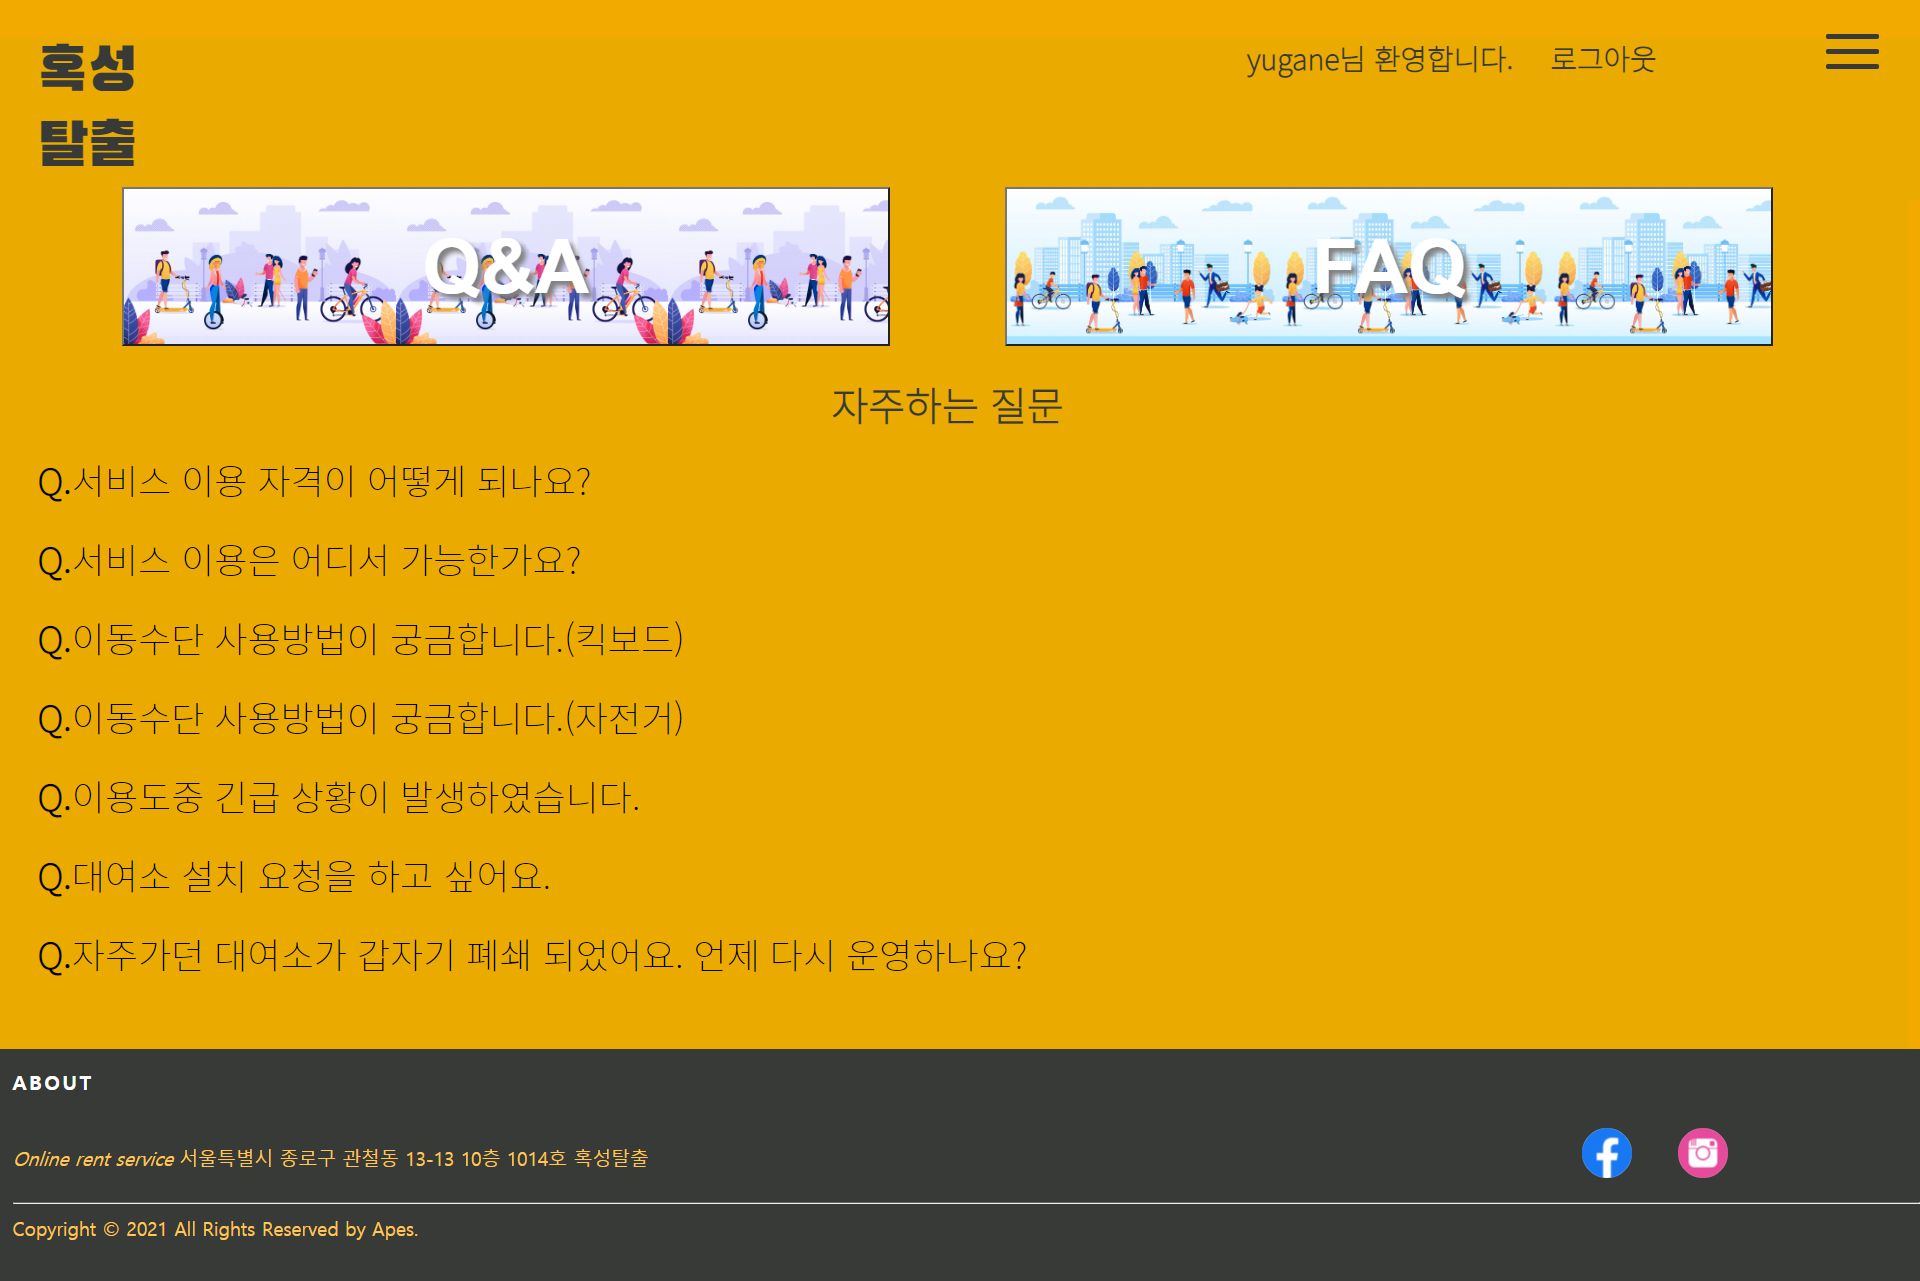 혹성
탈출
yugane님 환영합니다.
로그아웃
Q&A
FAQ
자주하는 질문
Q.서비스 이용 자격이 어떻게 되나요?
Q.서비스 이용은 어디서 가능한가요?
Q.이동수단 사용방법이 궁금합니다.(킥보드)
Q.이동수단 사용방법이 궁금합니다.(자전거)
Q.이용도중 긴급 상황이 발생하였습니다.
Q.대여소 설치 요청을 하고 싶어요.
Q.자주가던 대여소가 갑자기 폐쇄 되었어요. 언제 다시 운영하나요?
ABOUT
Online rent service 서울특별시 종로구 관철동 13-13 10층 1014호 혹성탈출
Copyright © 2021 All Rights Reserved by Apes.